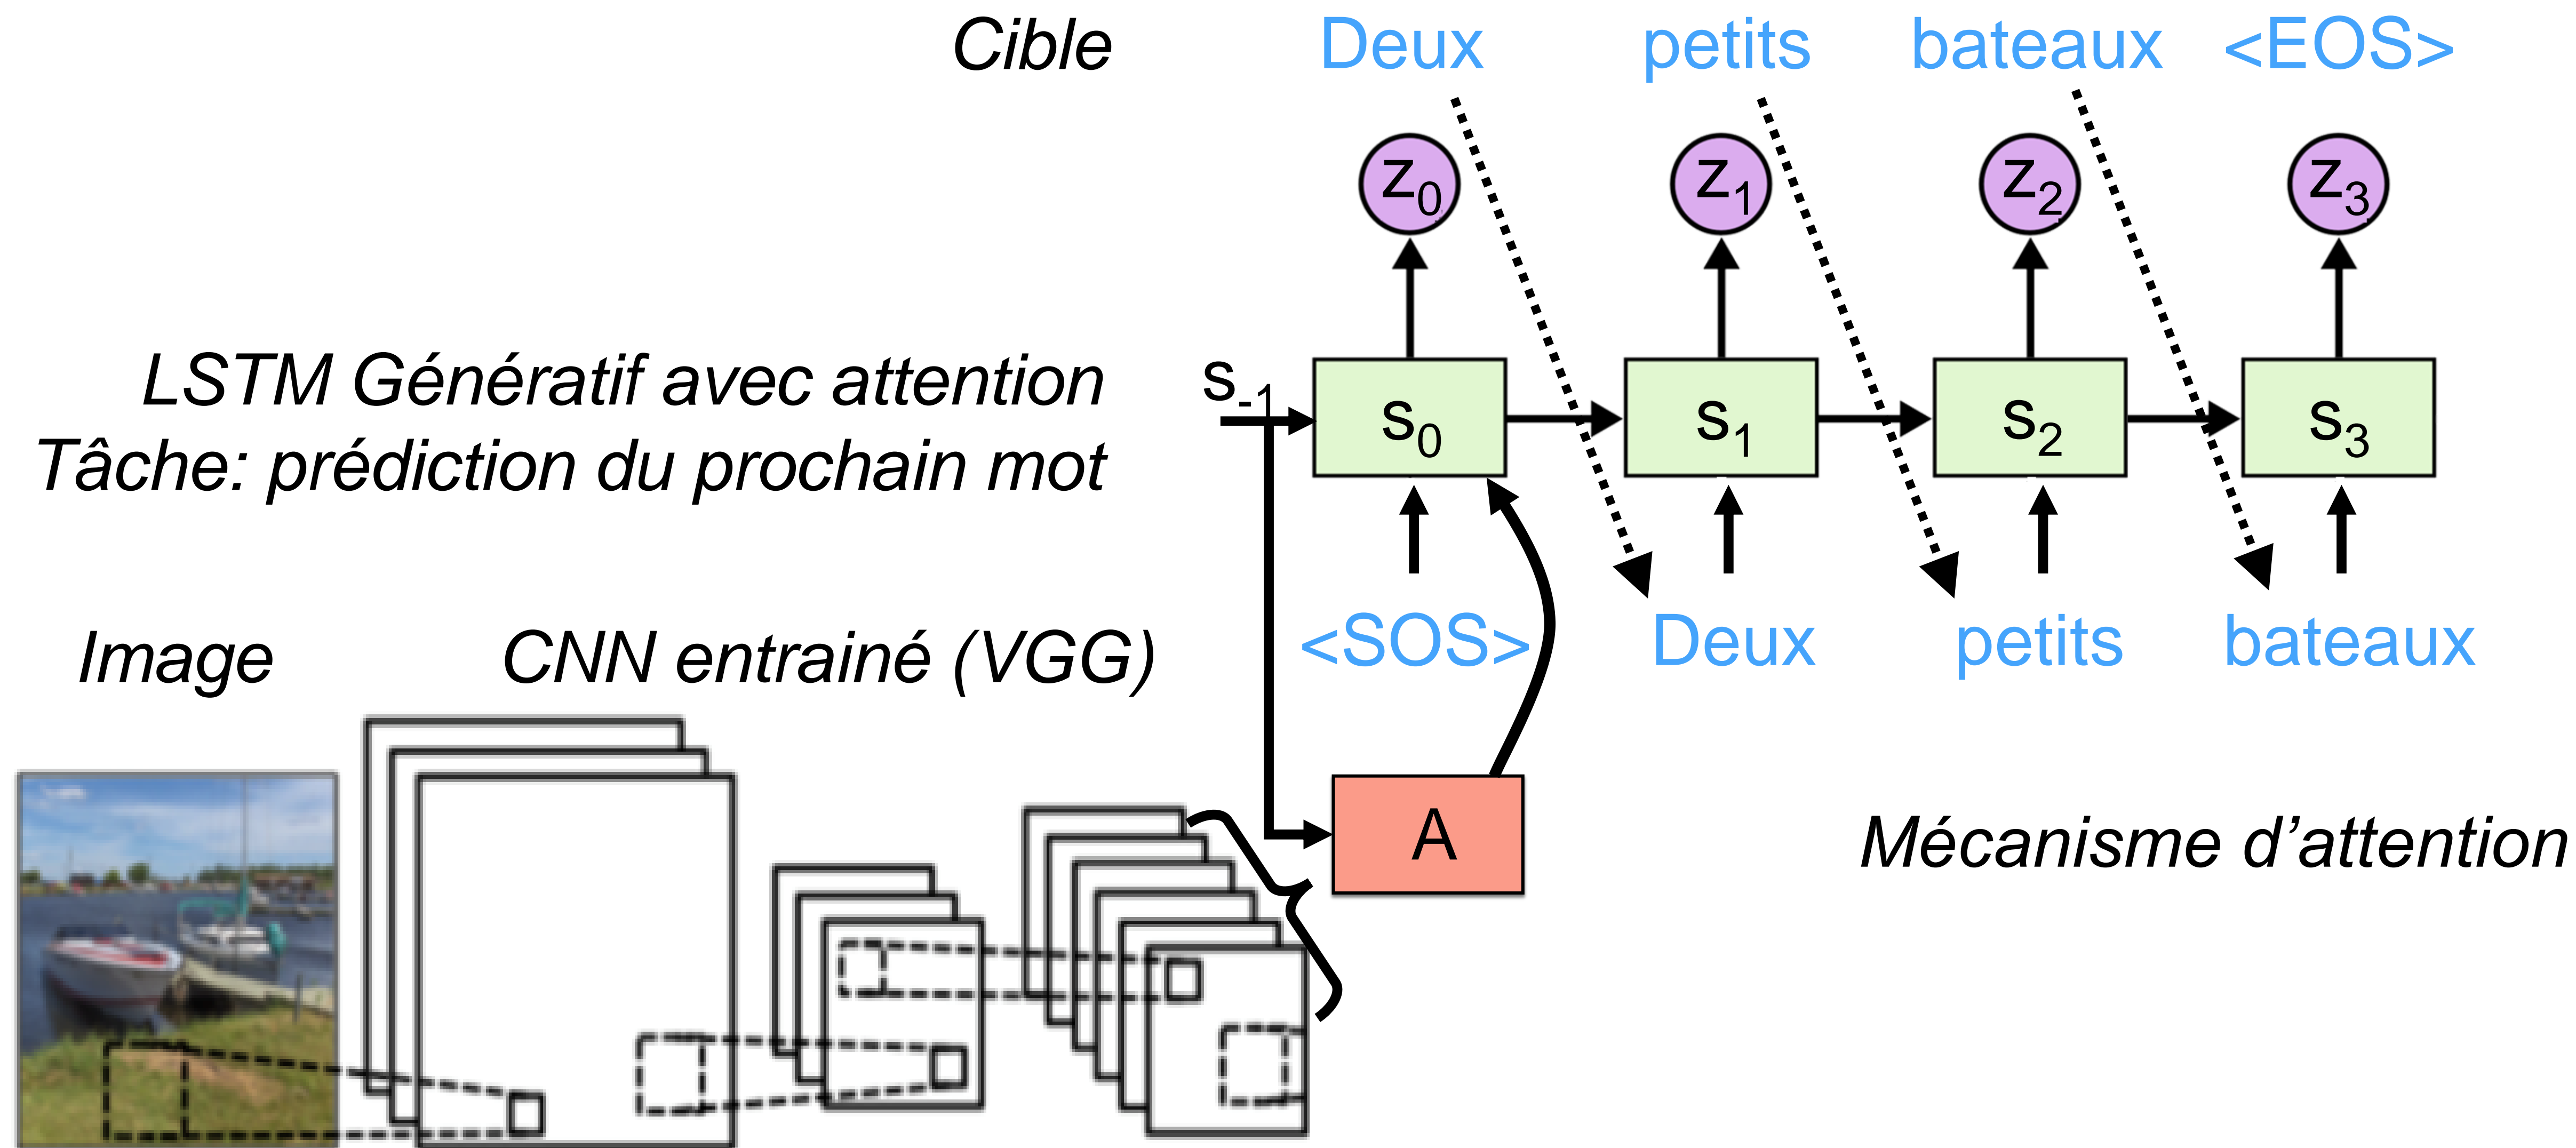 Cible
Deux petits bateaux <EOS>
z0 z1 z2 z3
LSTM Génératif avec attention
Tâche: prédiction du prochain mot
s-1
s0 s1 s2 s3
<SOS> Deux petits bateaux
Image
CNN entrainé (VGG)
A
Mécanisme d’attention